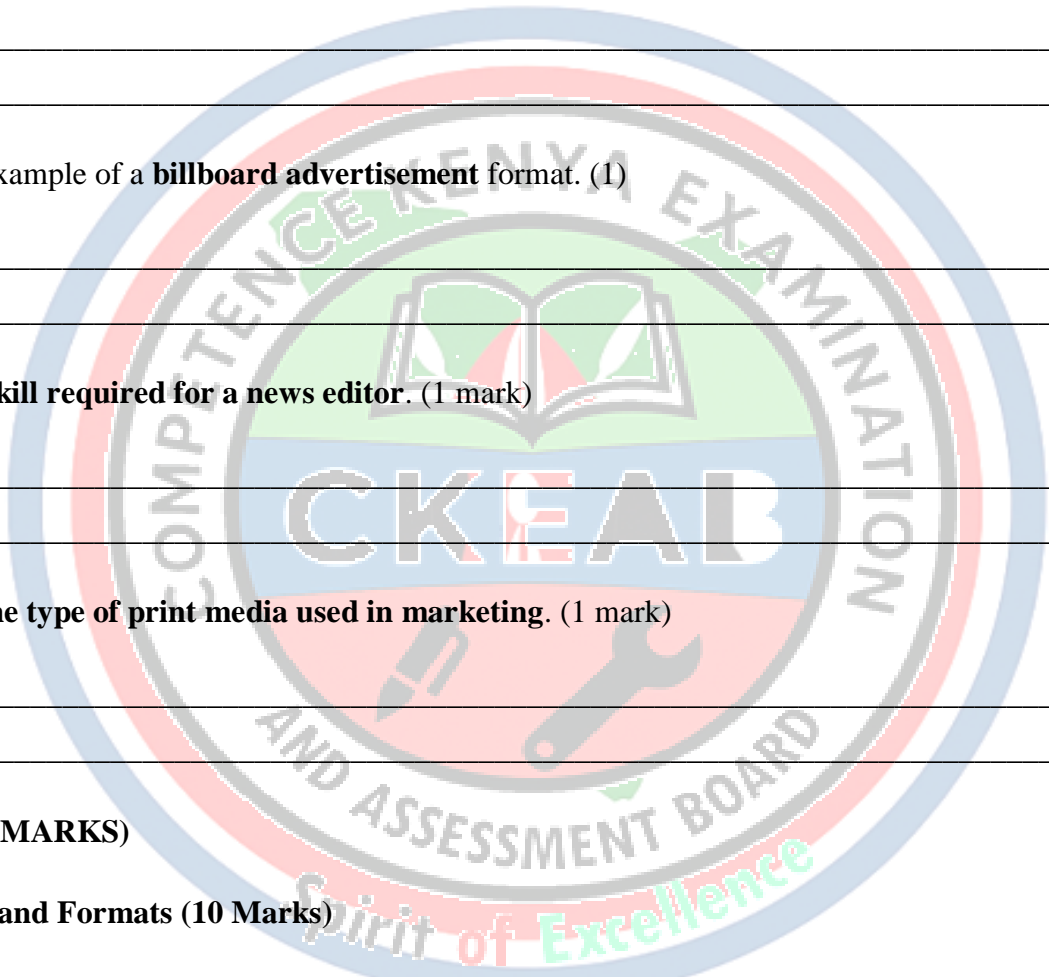 xample of a billboard advertisement format. (1)
kill required for a news editor. (1 mark)
ne type of print media used in marketing. (1 mark)
MARKS)
and Formats (10 Marks)
COMPETENCE KENYA EXAMINATION
CKEAB
AND ASSESSMENT BOARD
Spirit of Excellence